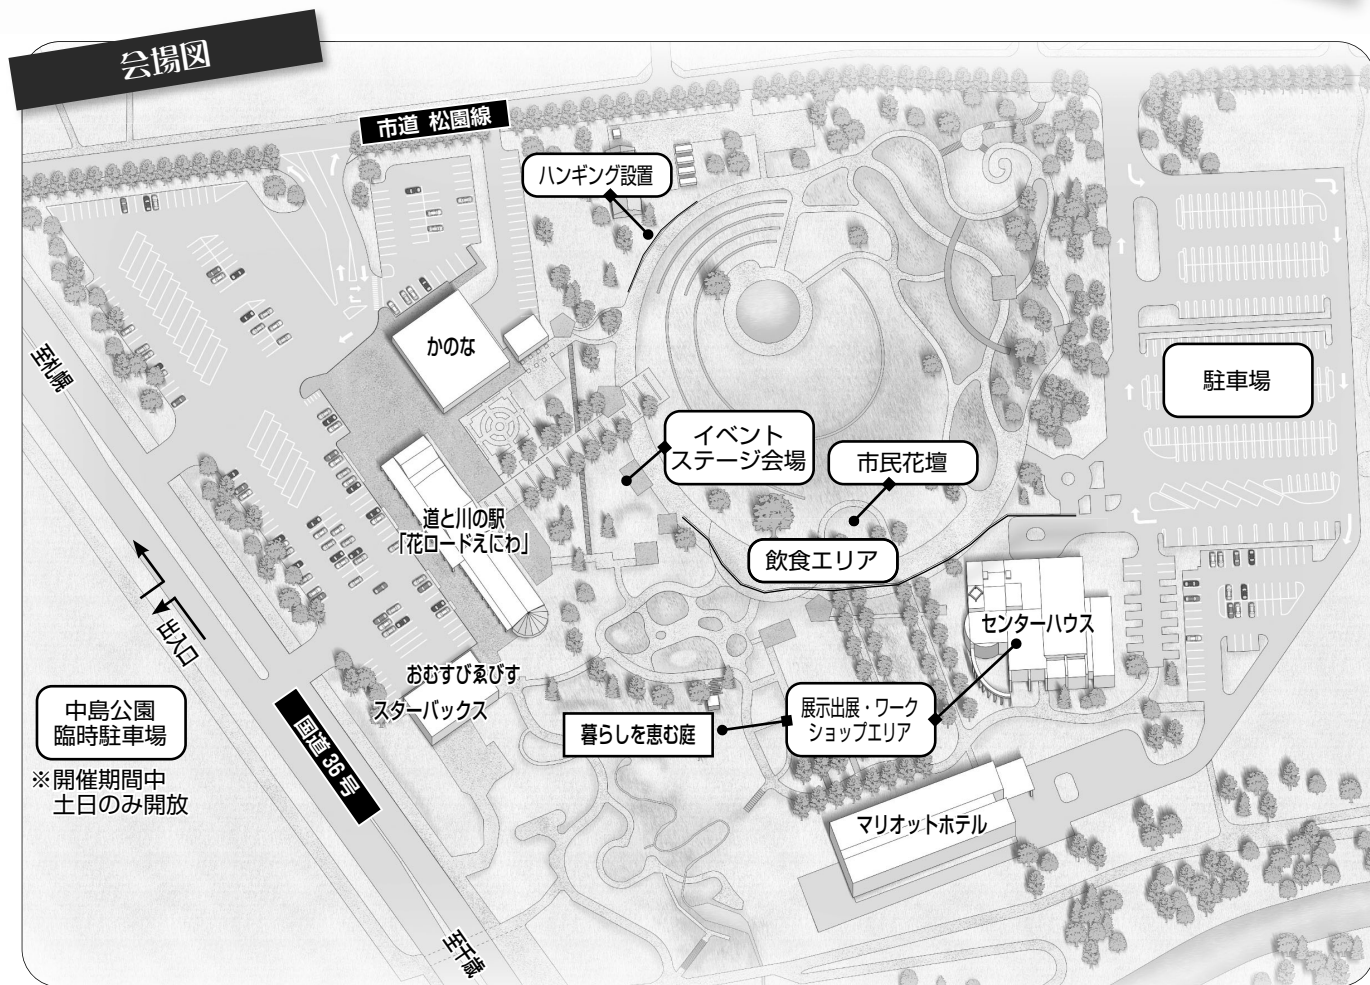 会場図
市道 松園線
ハンギング設置
かのな
至札幌
駐車場
イベント
ステージ会場
市民花壇
道と川の駅
「花ロードえにわ」
飲食エリア
出入口
センターハウス
おむすびゑびす
スターバックス
中島公園
臨時駐車場
※開催期間中
土日のみ開放
国道 36 号
暮らしを恵む庭
展示出展・ワーク
ショップエリア
マリオットホテル
至千歳